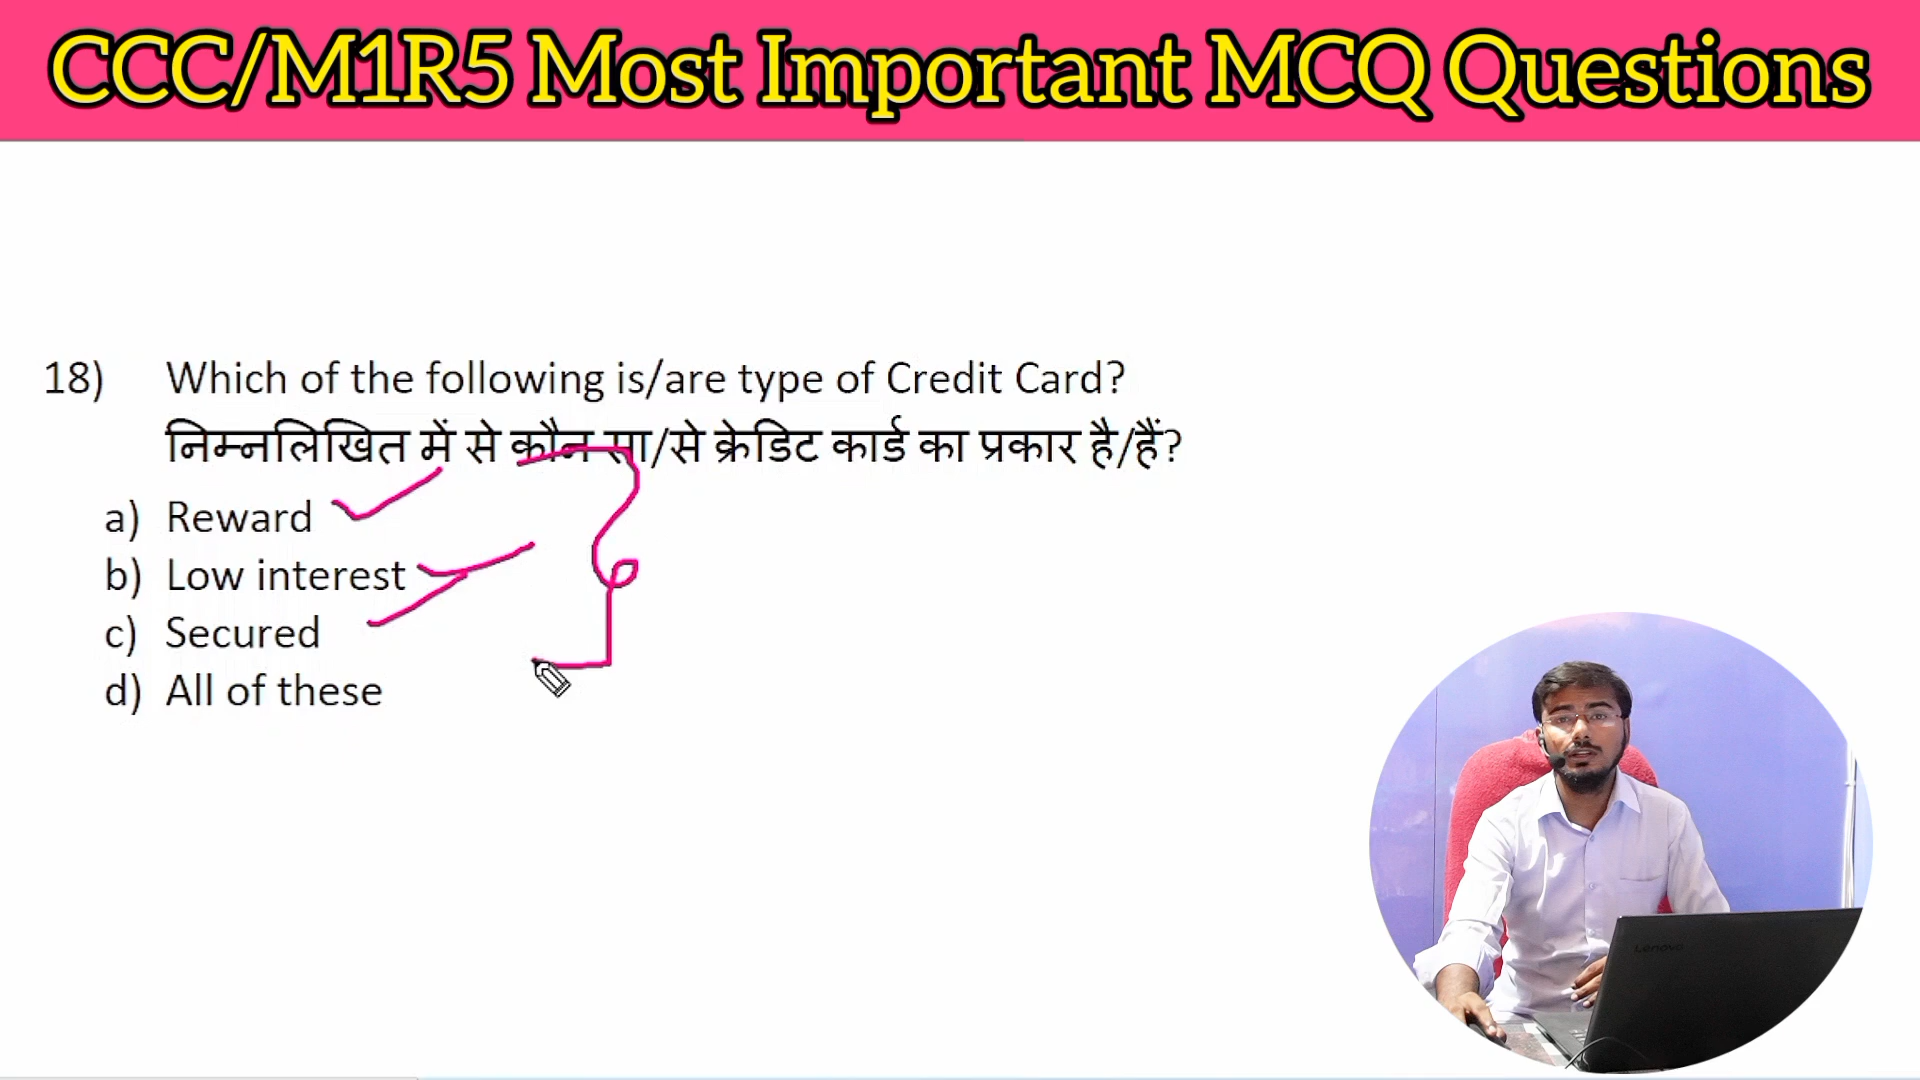 CCC/M1R5 Most Important MCQ Questions
18) Which of the following is/are type of Credit Card?
निम्नलिखित में से कौन सा/से क्रेडिट कार्ड का प्रकार है/हैं?
a) Reward
b) Low interest
c) Secured
d) All of these
Lenovo